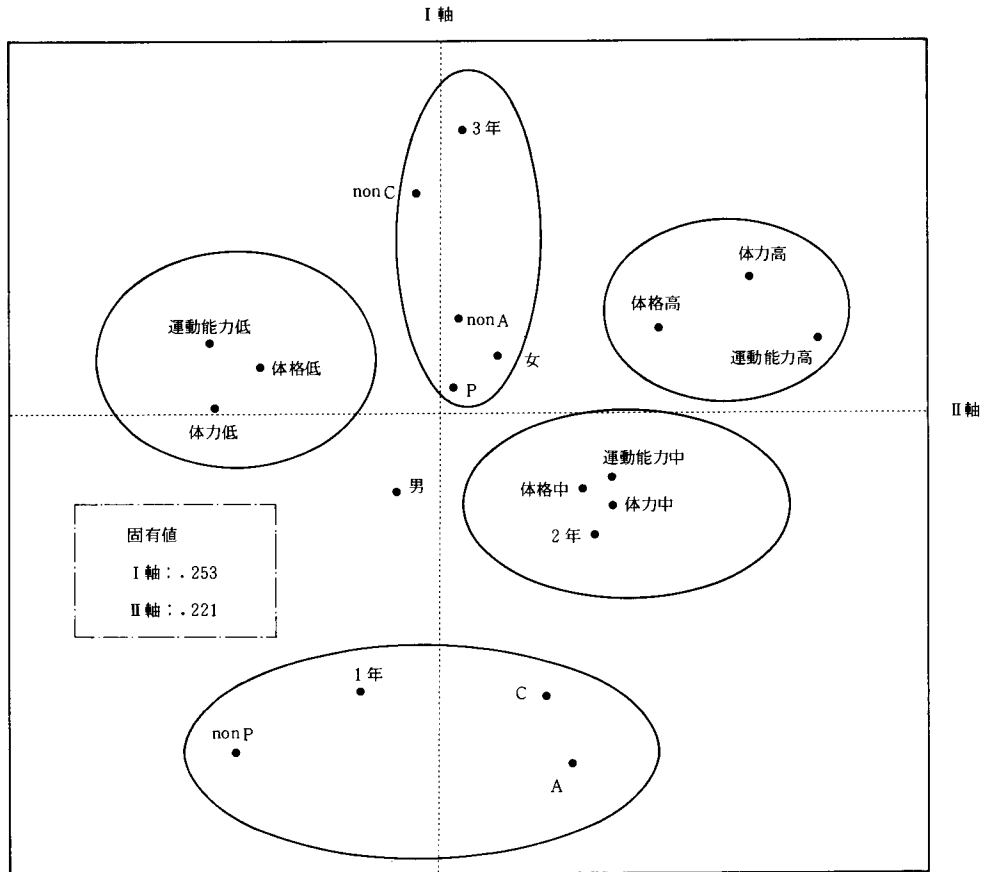 I 軸
3 年
non C
体力高
体格高
運動能力高
non A
女
P
運動能力低
体格低
体力低
II 軸
男
運動能力中
体格中
体力中
2 年
固有値
I 軸：. 253
II 軸：. 221
1 年
C
non P
A